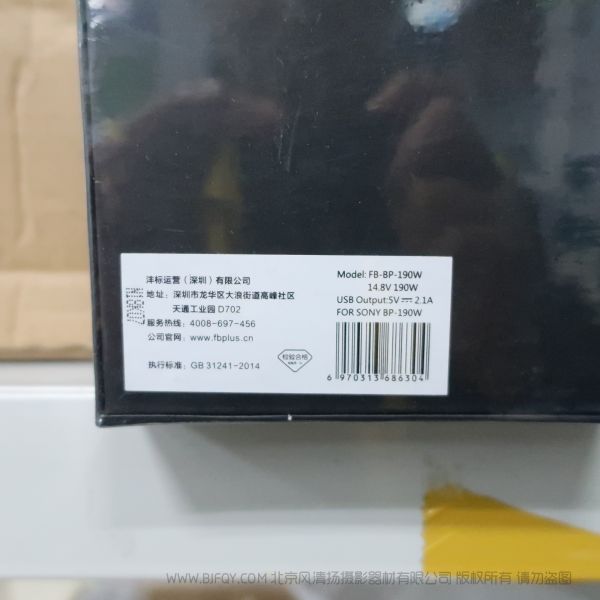 沣标运营（深圳）有限公司
地址：深圳市龙华区大浪街道高峰社区
天通工业园 D702
服务热线：4008-697-456
公司官网：www.fbplus.cn
执行标准：GB 31241-2014
检验合格
Model: FB-BP-190W
14.8V 190W
USB Output:5V⎓2.1A
FOR SONY BP-190W
6 970313 686304
WWW.BJFQY.COM 北京风清扬摄影器材有限公司 版权所有 请勿盗图